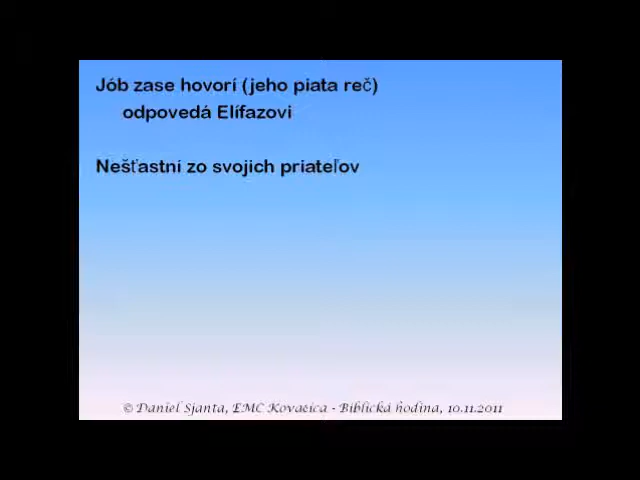 Jób zase hovorí (jeho piata reč)
odpovedá Elífazovi
Nešťastní zo svojich priateľov
© Daniel Sjanta, EMC Kovačica - Biblická hodina, 10.11.2011